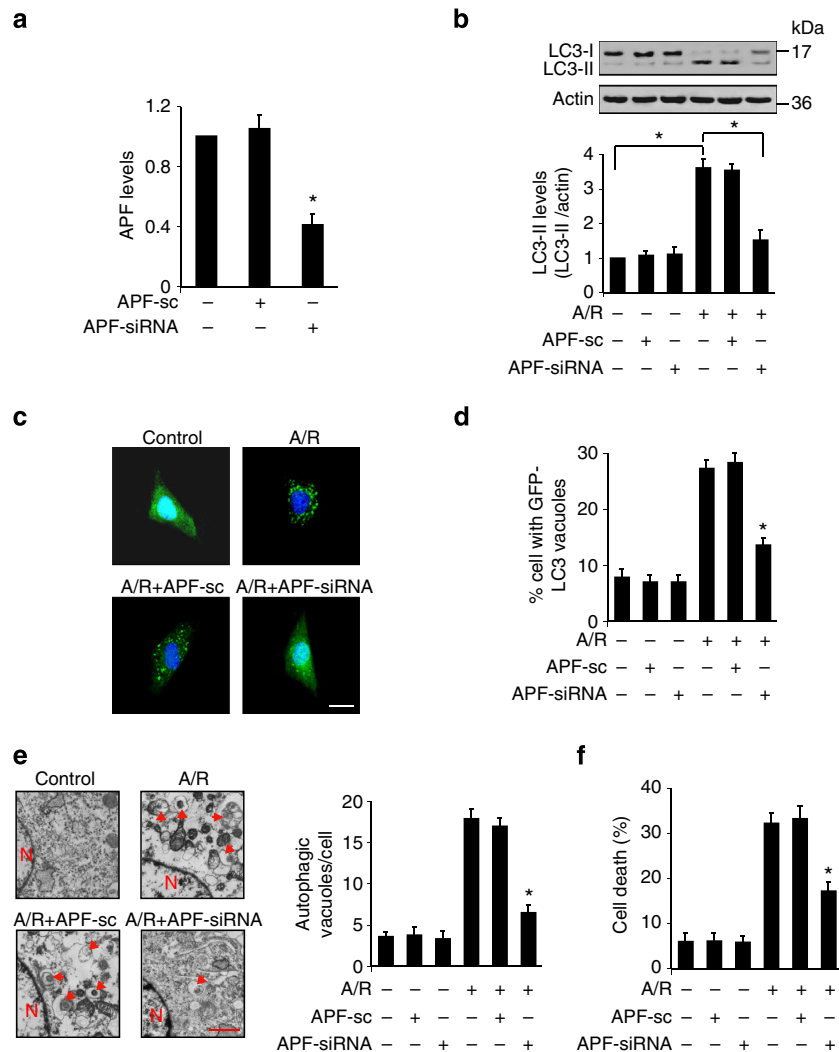 a
1.2
1.0
0.4
0
APF levels
APF-sc – + –
APF-siRNA – – +
b
kDa
LC3-I
17
LC3-II
Actin
36
* *
4
3
2
1
0
LC3-II levels
(LC3-II /actin)
A/R – – – + + +
APF-sc – + – – + –
APF-siRNA – – + – – +
c
Control A/R
A/R+APF-sc A/R+APF-siRNA
d
30
20
10
0
% cell with GFP-
LC3 vacuoles
*
A/R – – – + + +
APF-sc – + – – + –
APF-siRNA – – + – – +
e
Control A/R
N N
A/R+APF-sc A/R+APF-siRNA
N
20
15
10
5
0
Autophagic
vacuoles/cell
*
A/R – – – + + +
APF-sc – + – – + –
APF-siRNA – – + – – +
f
40
30
20
10
0
Cell death (%)
*
A/R – – – + + +
APF-sc – + – – + –
APF-siRNA – – + – – +